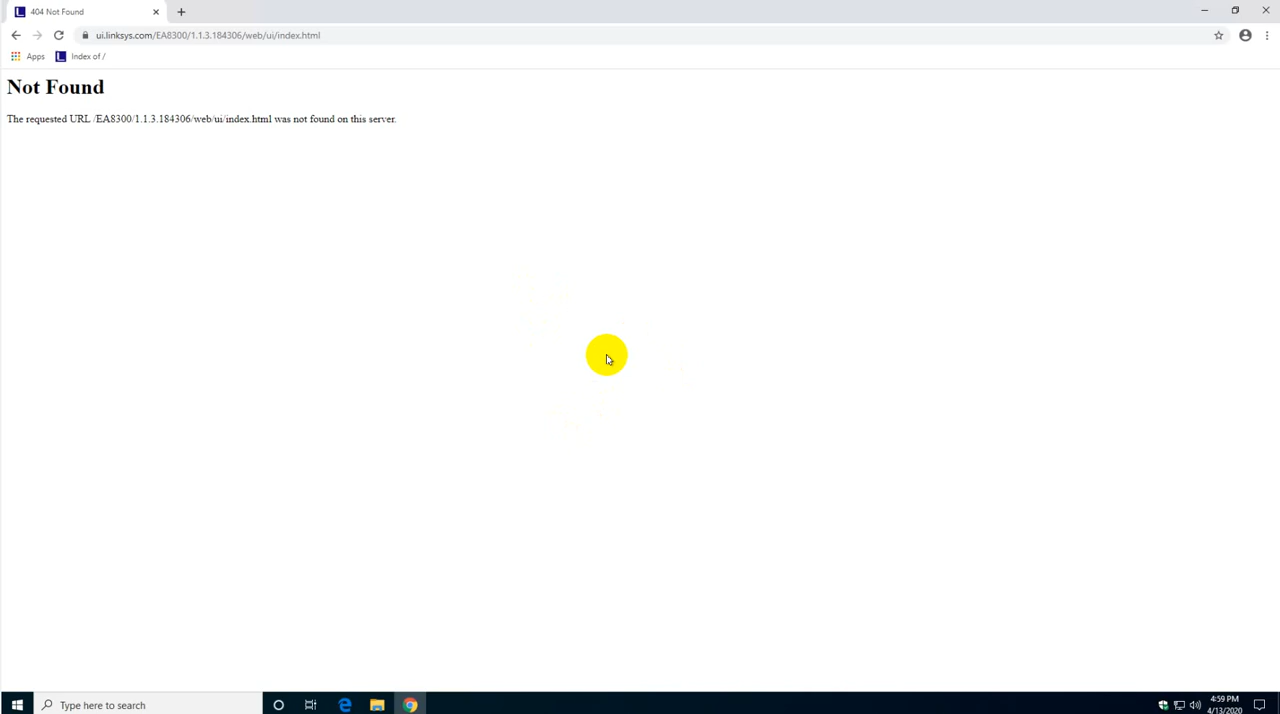 404 Not Found
ui.linksys.com/EA8300/1.1.3.184306/web/ui/index.html
Apps
Index of /
Not Found
The requested URL /EA8300/1.1.3.184306/web/ui/index.html was not found on this server.
Type here to search
4:59 PM
4/13/2020